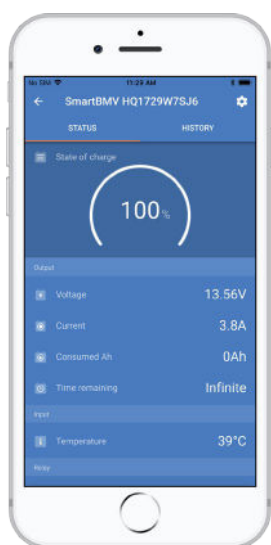 No SIM 11:23 AM
SmartBMV HQ1729W7SJ6
STATUS HISTORY
State of charge
100%
Output
Voltage 13.56V
Current 3.8A
Consumed Ah 0Ah
Time remaining Infinite
Input
Temperature 39°C
Relay